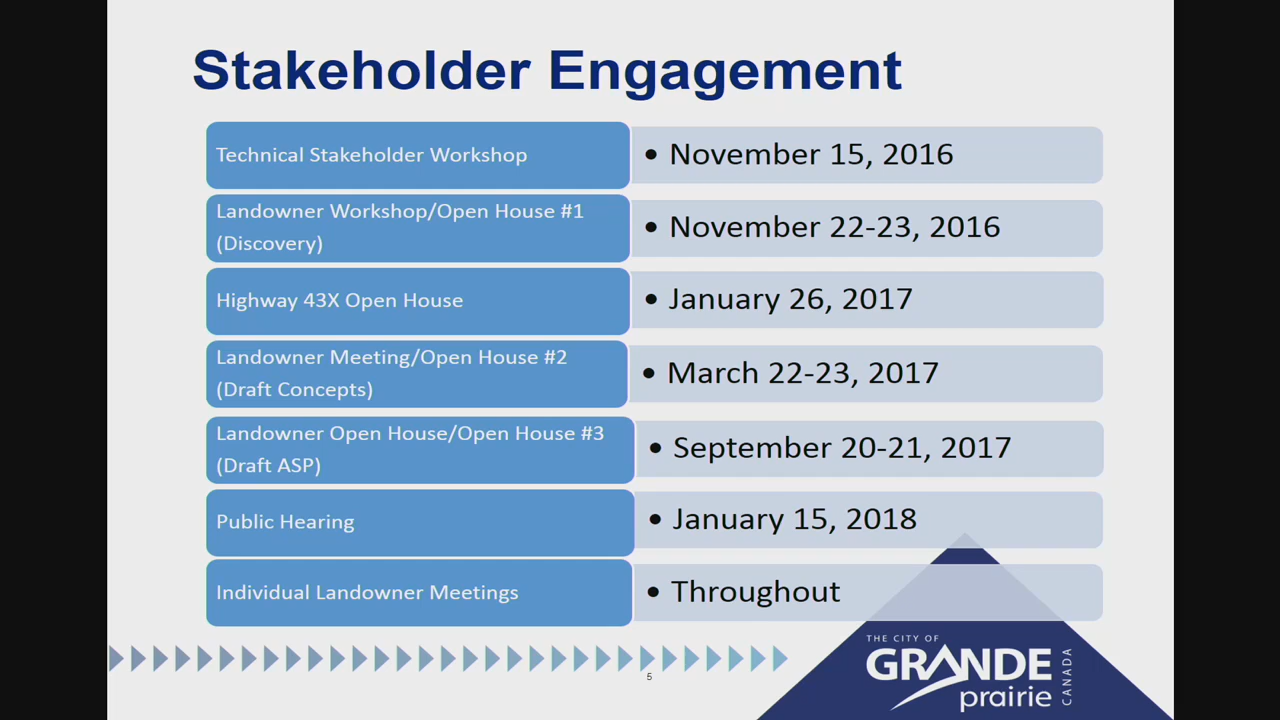 Stakeholder Engagement
Technical Stakeholder Workshop
• November 15, 2016
Landowner Workshop/Open House #1
(Discovery)
• November 22-23, 2016
Highway 43X Open House
• January 26, 2017
Landowner Meeting/Open House #2
(Draft Concepts)
• March 22-23, 2017
Landowner Open House/Open House #3
(Draft ASP)
• September 20-21, 2017
Public Hearing
• January 15, 2018
Individual Landowner Meetings
• Throughout
THE CITY OF
GRANDE
prairie
CANADA
5